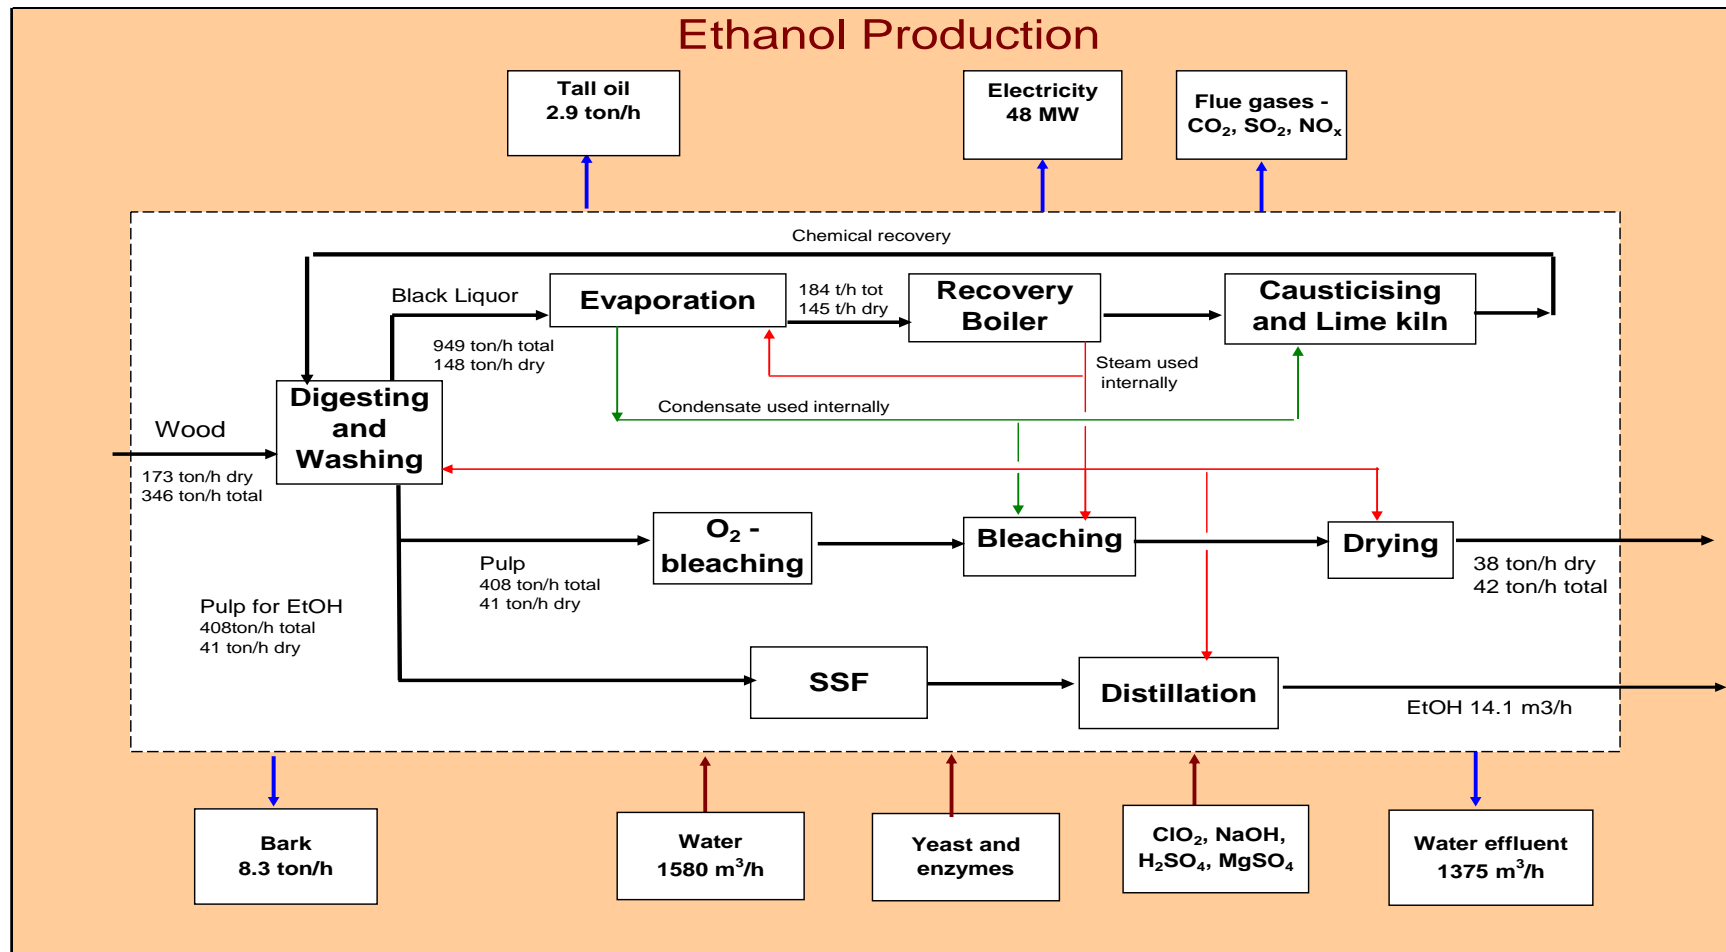 Ethanol Production
Tall oil
2.9 ton/h
Electricity
48 MW
Flue gases -
CO₂, SO₂, NOₓ
Chemical recovery
Black Liquor
949 ton/h total
148 ton/h dry
Evaporation
184 t/h tot
145 t/h dry
Recovery
Boiler
Causticising
and Lime kiln
Steam used
internally
Condensate used internally
Digesting
and
Washing
Wood
173 ton/h dry
346 ton/h total
O₂ -
bleaching
Bleaching
Drying
Pulp
408 ton/h total
41 ton/h dry
38 ton/h dry
42 ton/h total
Pulp for EtOH
408ton/h total
41 ton/h dry
SSF
Distillation
EtOH 14.1 m3/h
Bark
8.3 ton/h
Water
1580 m³/h
Yeast and
enzymes
ClO₂, NaOH,
H₂SO₄, MgSO₄
Water effluent
1375 m³/h